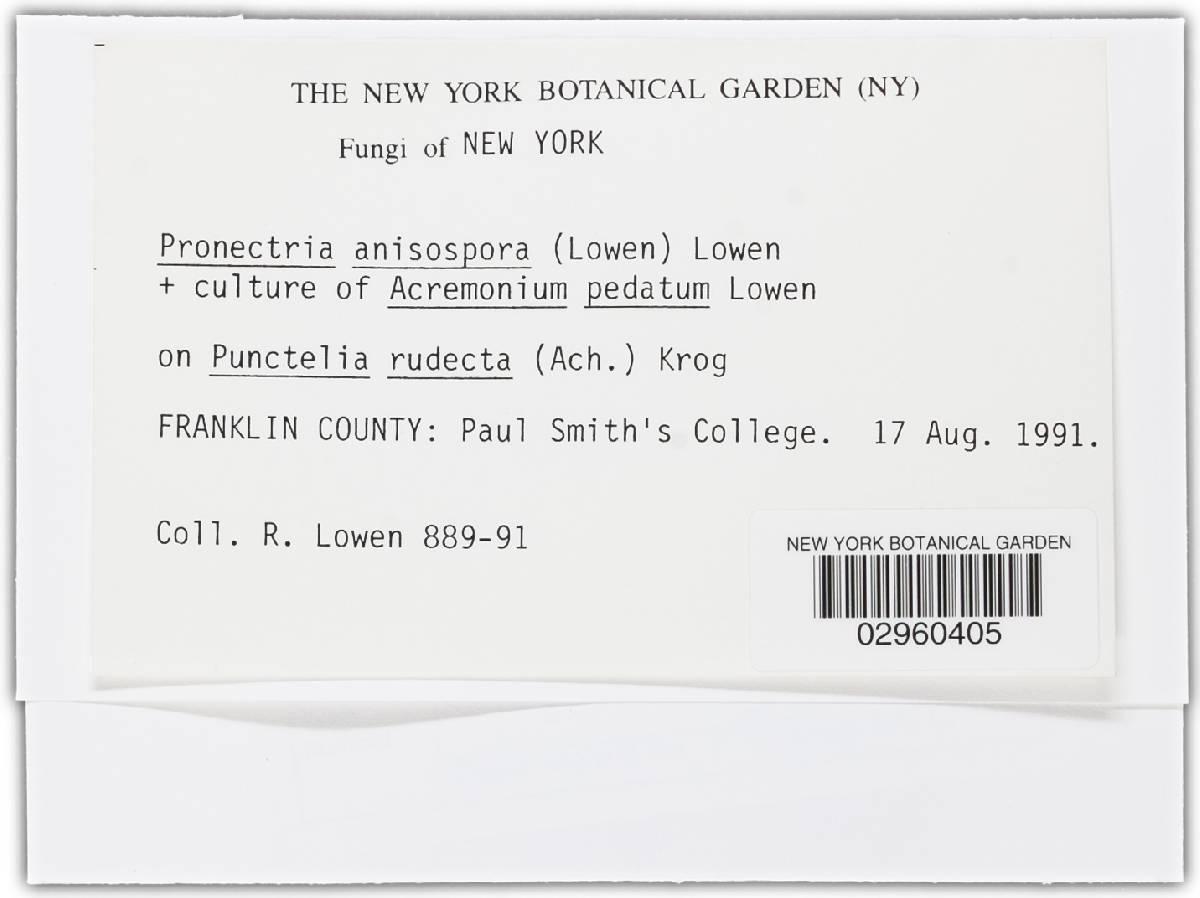 THE NEW YORK BOTANICAL GARDEN (NY)
Fungi of NEW YORK
Pronectria anisospora (Lowen) Lowen
+ culture of Acremonium pedatum Lowen
on Punctelia rudecta (Ach.) Krog
FRANKLIN COUNTY: Paul Smith's College. 17 Aug. 1991.
Coll. R. Lowen 889-91
NEW YORK BOTANICAL GARDEN
02960405